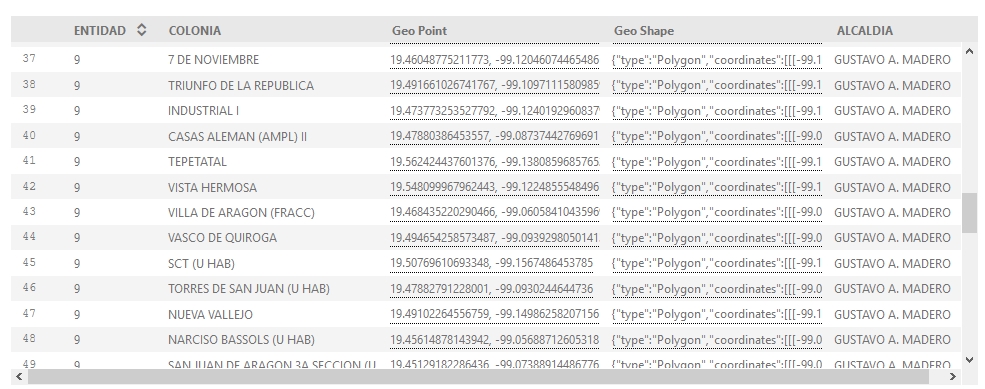 ENTIDAD COLONIA Geo Point Geo Shape ALCALDIA
37 9 7 DE NOVIEMBRE 19.46048775211773, -99.12046074465486 {"type":"Polygon","coordinates":[[[-99.1 GUSTAVO A. MADERO
38 9 TRIUNFO DE LA REPUBLICA 19.491661026741767, -99.1097111580985 {"type":"Polygon","coordinates":[[[-99.1 GUSTAVO A. MADERO
39 9 INDUSTRIAL I 19.473773253527792, -99.1240192960837 {"type":"Polygon","coordinates":[[[-99.1 GUSTAVO A. MADERO
40 9 CASAS ALEMAN (AMPL) II 19.47880386453557, -99.08737442769691 {"type":"Polygon","coordinates":[[[-99.0 GUSTAVO A. MADERO
41 9 TEPETATAL 19.562424437601376, -99.1380859685765 {"type":"Polygon","coordinates":[[[-99.1 GUSTAVO A. MADERO
42 9 VISTA HERMOSA 19.548099967962443, -99.1224855548496 {"type":"Polygon","coordinates":[[[-99.1 GUSTAVO A. MADERO
43 9 VILLA DE ARAGON (FRACC) 19.468435220290466, -99.0605841043596 {"type":"Polygon","coordinates":[[[-99.0 GUSTAVO A. MADERO
44 9 VASCO DE QUIROGA 19.494654258573487, -99.0939298050141 {"type":"Polygon","coordinates":[[[-99.0 GUSTAVO A. MADERO
45 9 SCT (U HAB) 19.50769610693348, -99.1567486453785 {"type":"Polygon","coordinates":[[[-99.1 GUSTAVO A. MADERO
46 9 TORRES DE SAN JUAN (U HAB) 19.47882791228001, -99.0930244644736 {"type":"Polygon","coordinates":[[[-99.0 GUSTAVO A. MADERO
47 9 NUEVA VALLEJO 19.49102264556759, -99.14986258207156 {"type":"Polygon","coordinates":[[[-99.1 GUSTAVO A. MADERO
48 9 NARCISO BASSOLS (U HAB) 19.45614878143942, -99.05688712605318 {"type":"Polygon","coordinates":[[[-99.0 GUSTAVO A. MADERO
49 9 SAN JUAN DE ARAGON 3A SECCION (U 19.45129182286436, -99.07388914486776 {"type":"Polygon","coordinates":[[[-99.0 GUSTAVO A. MADERO